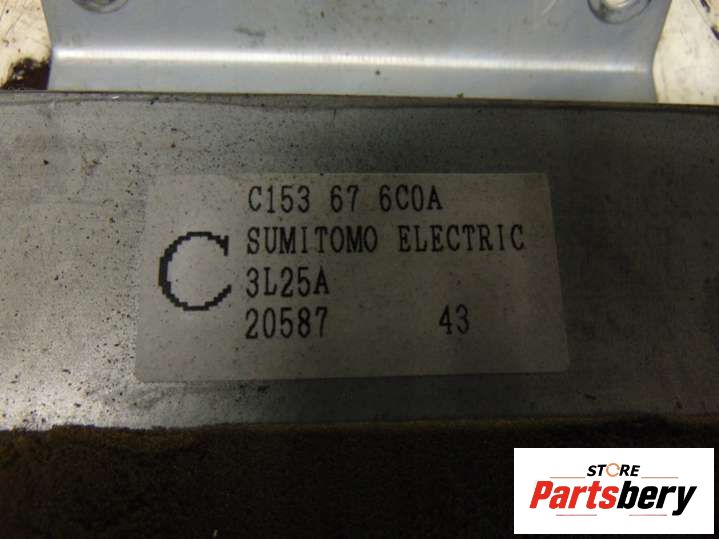 C153 67 6C0A
SUMITOMO ELECTRIC
C
3L25A
20587 43
STORE
Partsbery